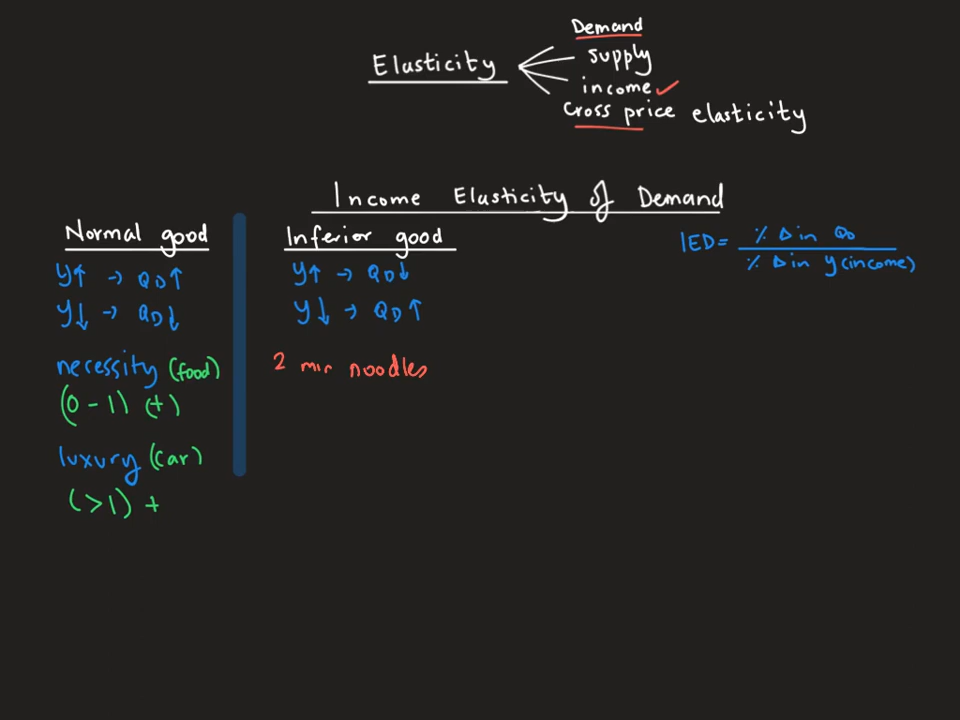 Demand
Elasticity
supply
income ✓
Cross price elasticity
Income Elasticity of Demand
Normal good
Y↑ → QD↑
Y↓ → QD↓
necessity (food)
(0 - 1) (+)
luxury (car)
(>1) +
Inferior good
Y↑ → QD↓
Y↓ → QD↑
2 min noodles
IED = % Δ in QD
% Δ in Y (income)